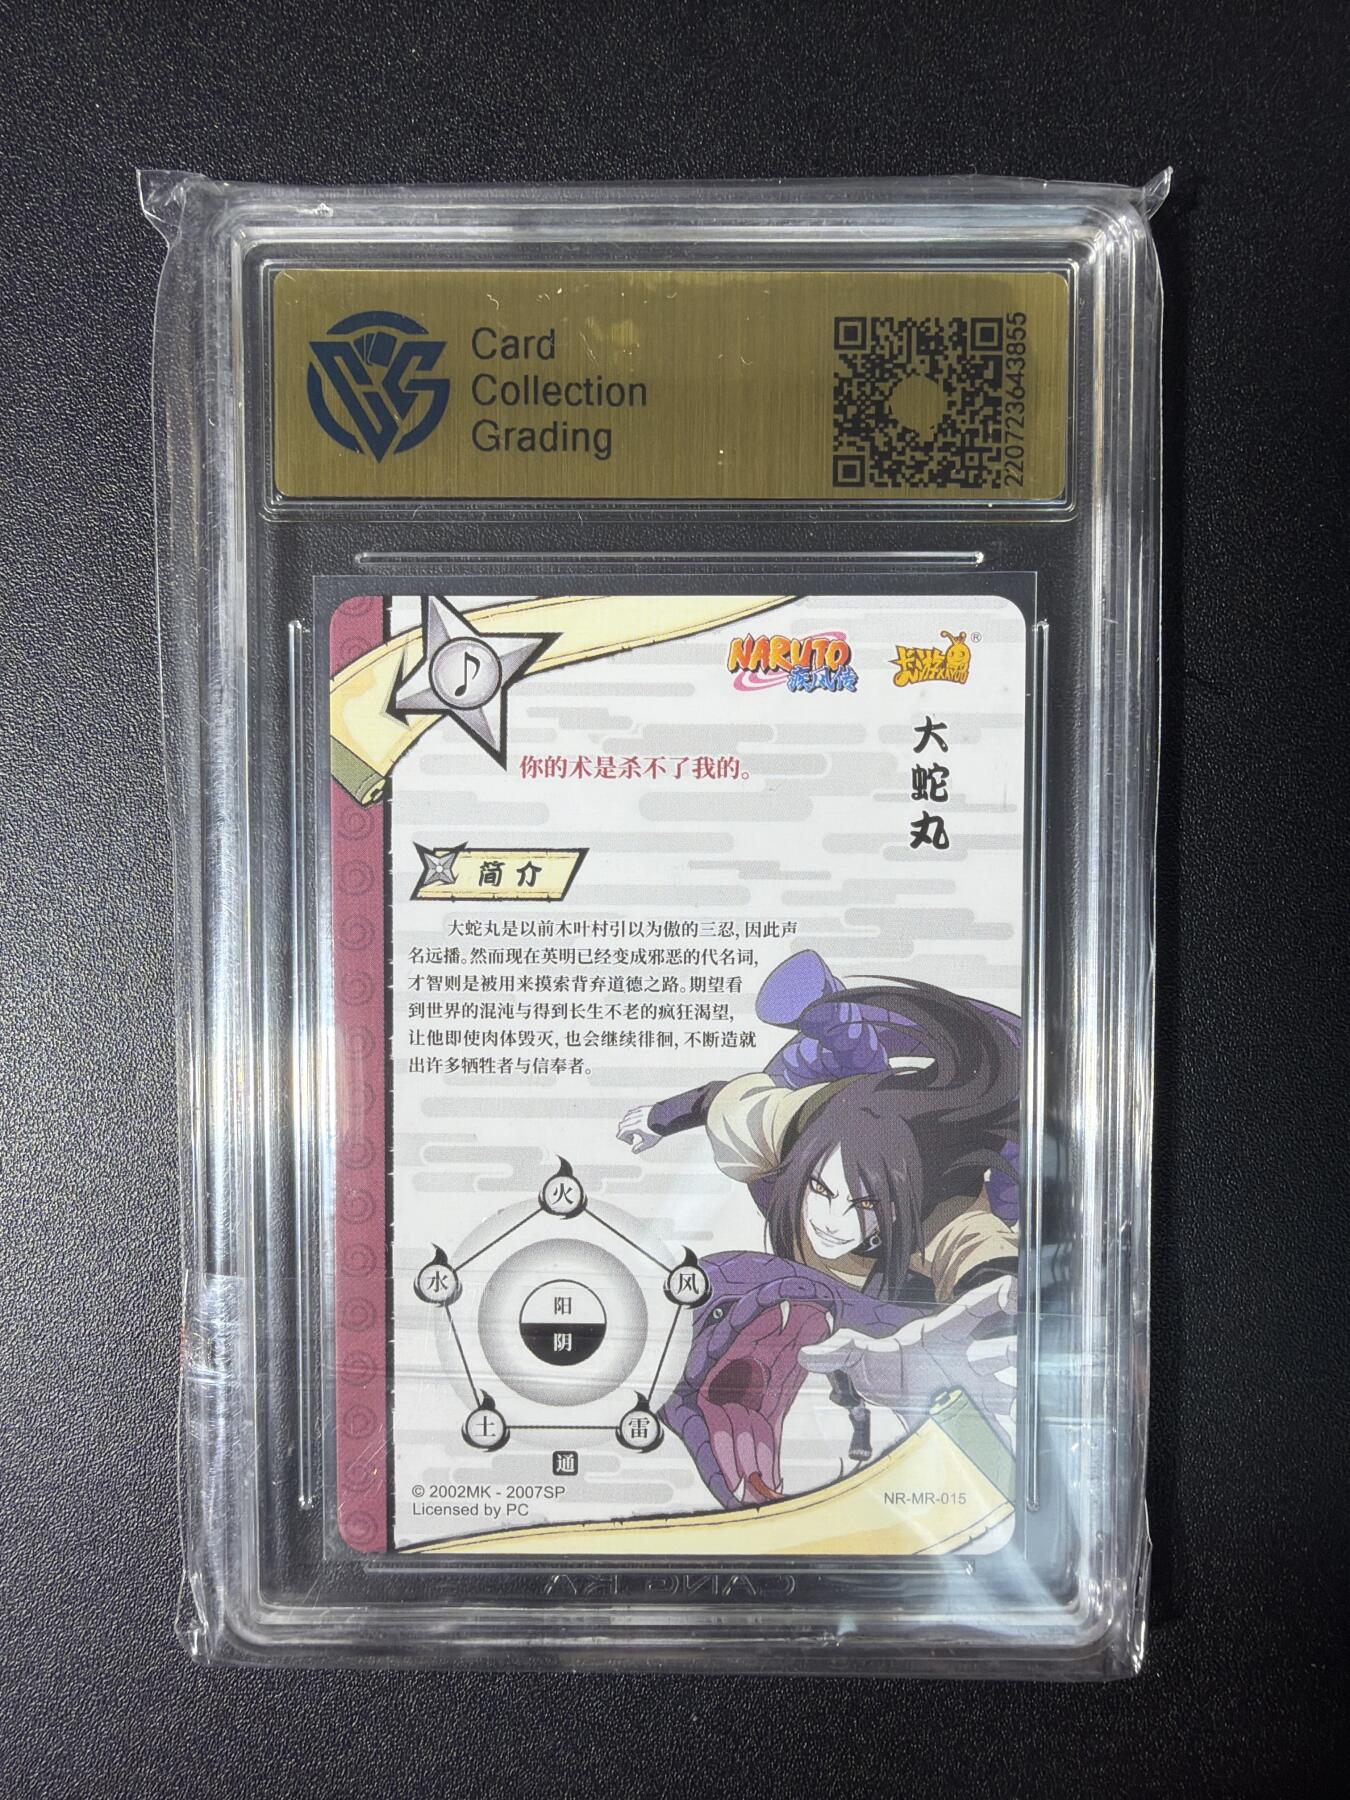 CCG
Card
Collection
Grading
2207236643855
NARUTO
疾风传
卡游
KAYOU
®
大蛇丸
你的术是杀不了我的。
简介
大蛇丸是以前木叶村引以为傲的三忍，因此声
名远播。然而现在英明已经变成邪恶的代名词，
才智则是被用来摸索背弃道德之路。期望看
到世界的混沌与得到长生不老的疯狂渴望，
让他即使肉体毁灭，也会继续徘徊，不断造就
出许多牺牲者与信奉者。
火
水
风
阳
阴
土
雷
通
© 2002MK - 2007SP
Licensed by PC
NR-MR-015